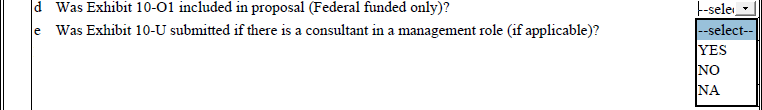 d Was Exhibit 10-O1 included in proposal (Federal funded only)? --sele
e Was Exhibit 10-U submitted if there is a consultant in a management role (if applicable)? --select--
YES
NO
NA